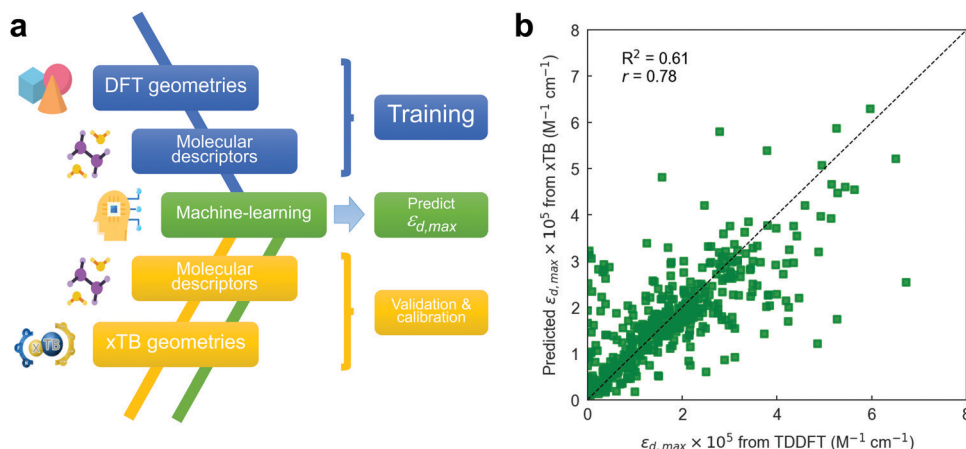 a
DFT geometries
Molecular
descriptors
Training
Machine-learning
Predict
εd,max
Molecular
descriptors
xTB geometries
Validation &
calibration
x TB
b
R² = 0.61
r = 0.78
Predicted εd,max × 10⁵ from xTB (M⁻¹ cm⁻¹)
8
7
6
5
4
3
2
1
0
0 2 4 6 8
εd,max × 10⁵ from TDDFT (M⁻¹ cm⁻¹)